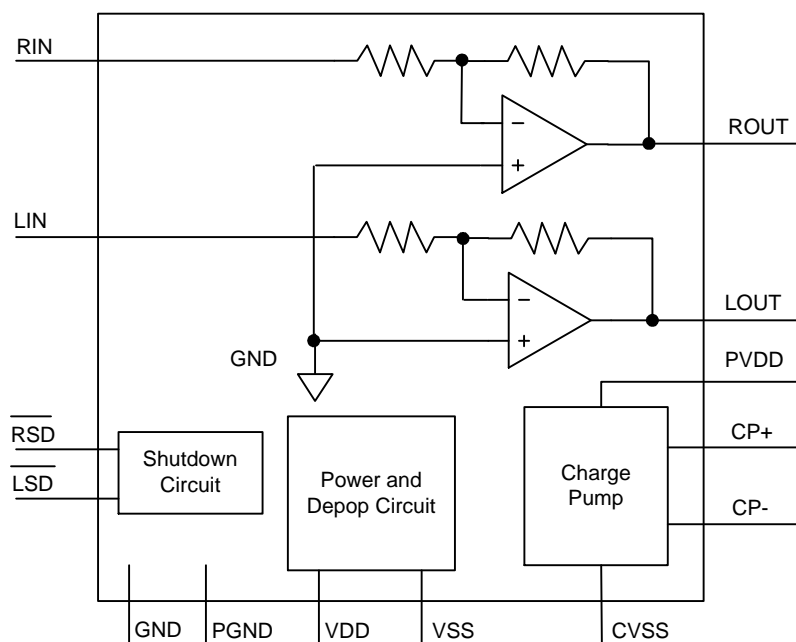 RIN
−
+
ROUT
LIN
−
+
LOUT
GND
PVDD
RSD
LSD
Shutdown
Circuit
Power and
Depop Circuit
Charge
Pump
CP+
CP-
GND
PGND
VDD
VSS
CVSS